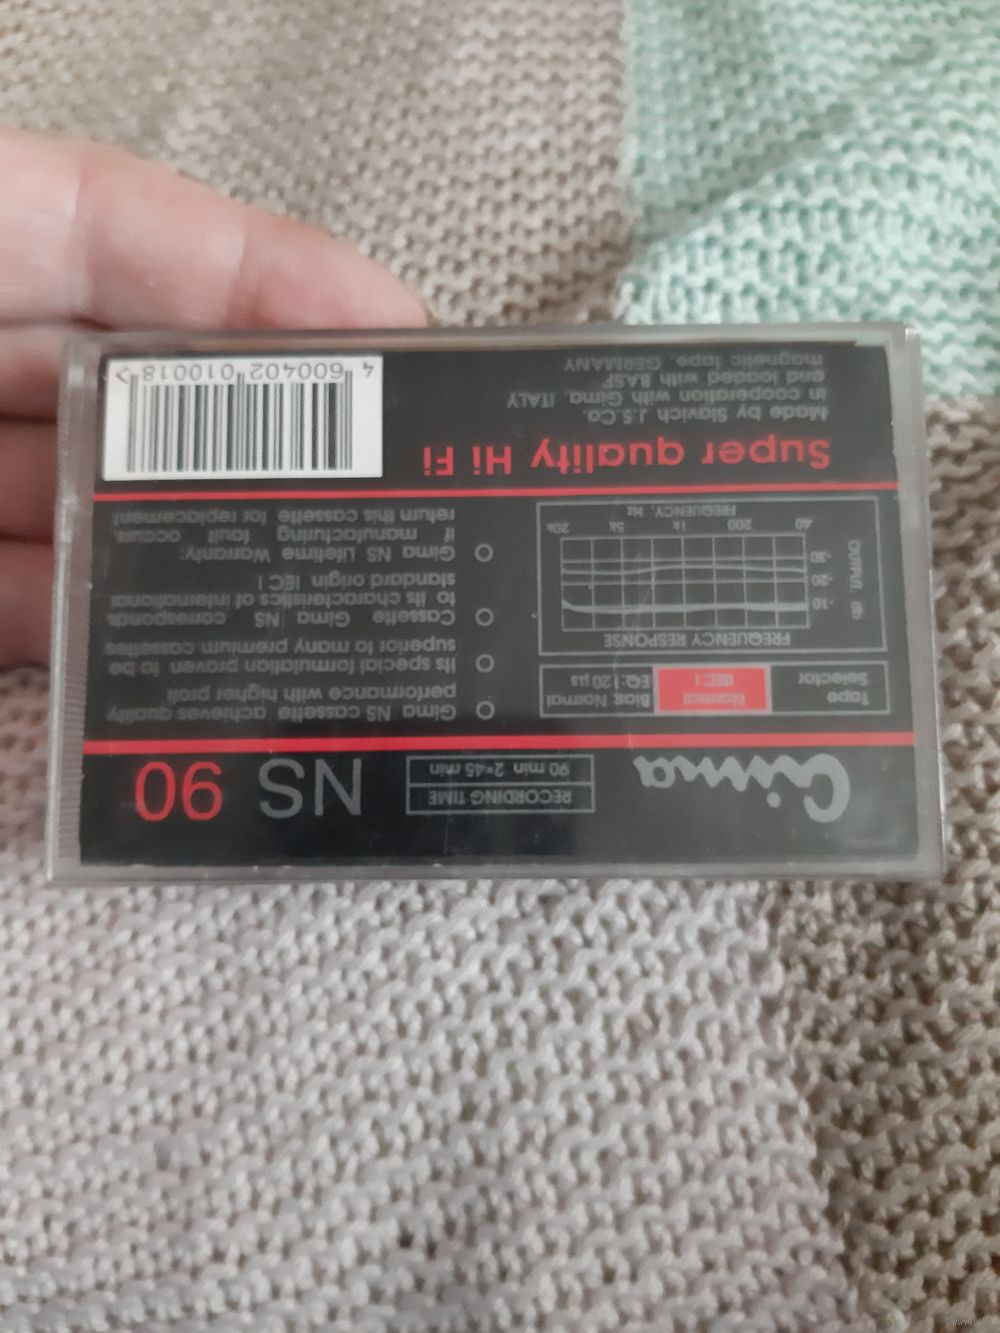 Gima
RECORDING TIME
90 min 2×45 min
NS 90
Tape
Selector
Normal
IEC I
Bias: Normal
EQ: 120 µs
FREQUENCY RESPONSE
OUTPUT, db
-10
-20
-30
40 200 1k 5k 20k
FREQUENCY, Hz
Gima NS cassette achieves quality
performance with higher profit
Its special formulation proven to be
superior to many premium cassettes
Cassette Gima NS corresponds
to its characteristics of international
standard origin IEC I
Gima NS Lifetime Warranty:
if manufacturing fault occurs,
return this cassette for replacement
Super quality Hi Fi
Made by Slavich J.S.Co.
in cooperation with Gima, ITALY
and loaded with BASF
magnetic tape, GERMANY
4 600402 010018 >